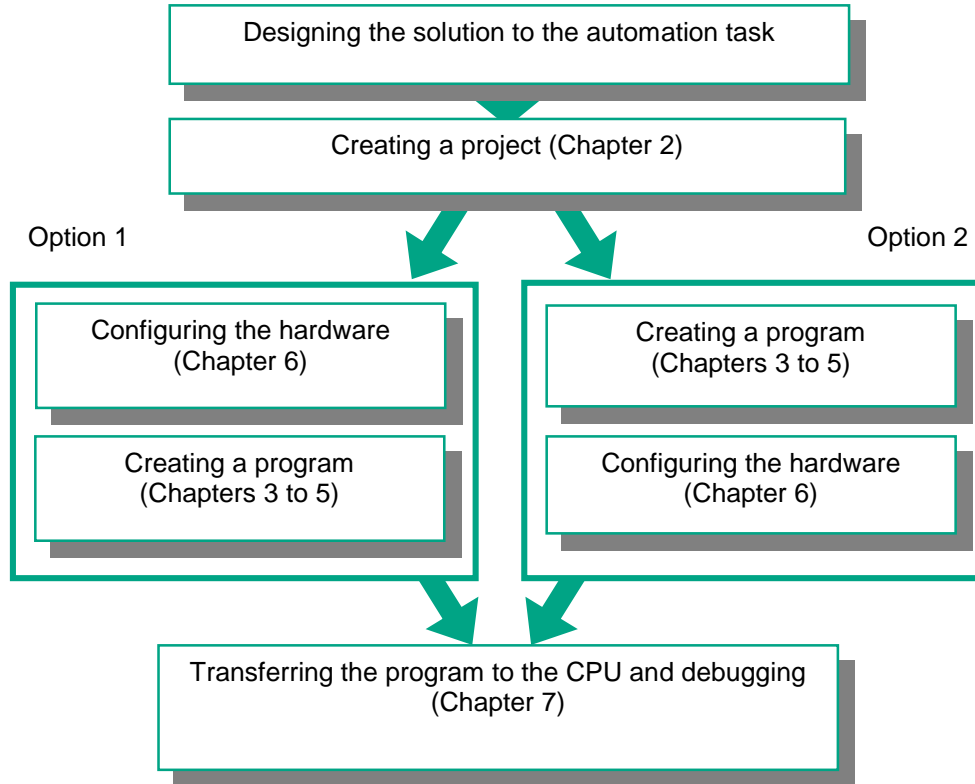 Designing the solution to the automation task
Creating a project (Chapter 2)
Option 1
Option 2
Configuring the hardware
(Chapter 6)
Creating a program
(Chapters 3 to 5)
Creating a program
(Chapters 3 to 5)
Configuring the hardware
(Chapter 6)
Transferring the program to the CPU and debugging
(Chapter 7)